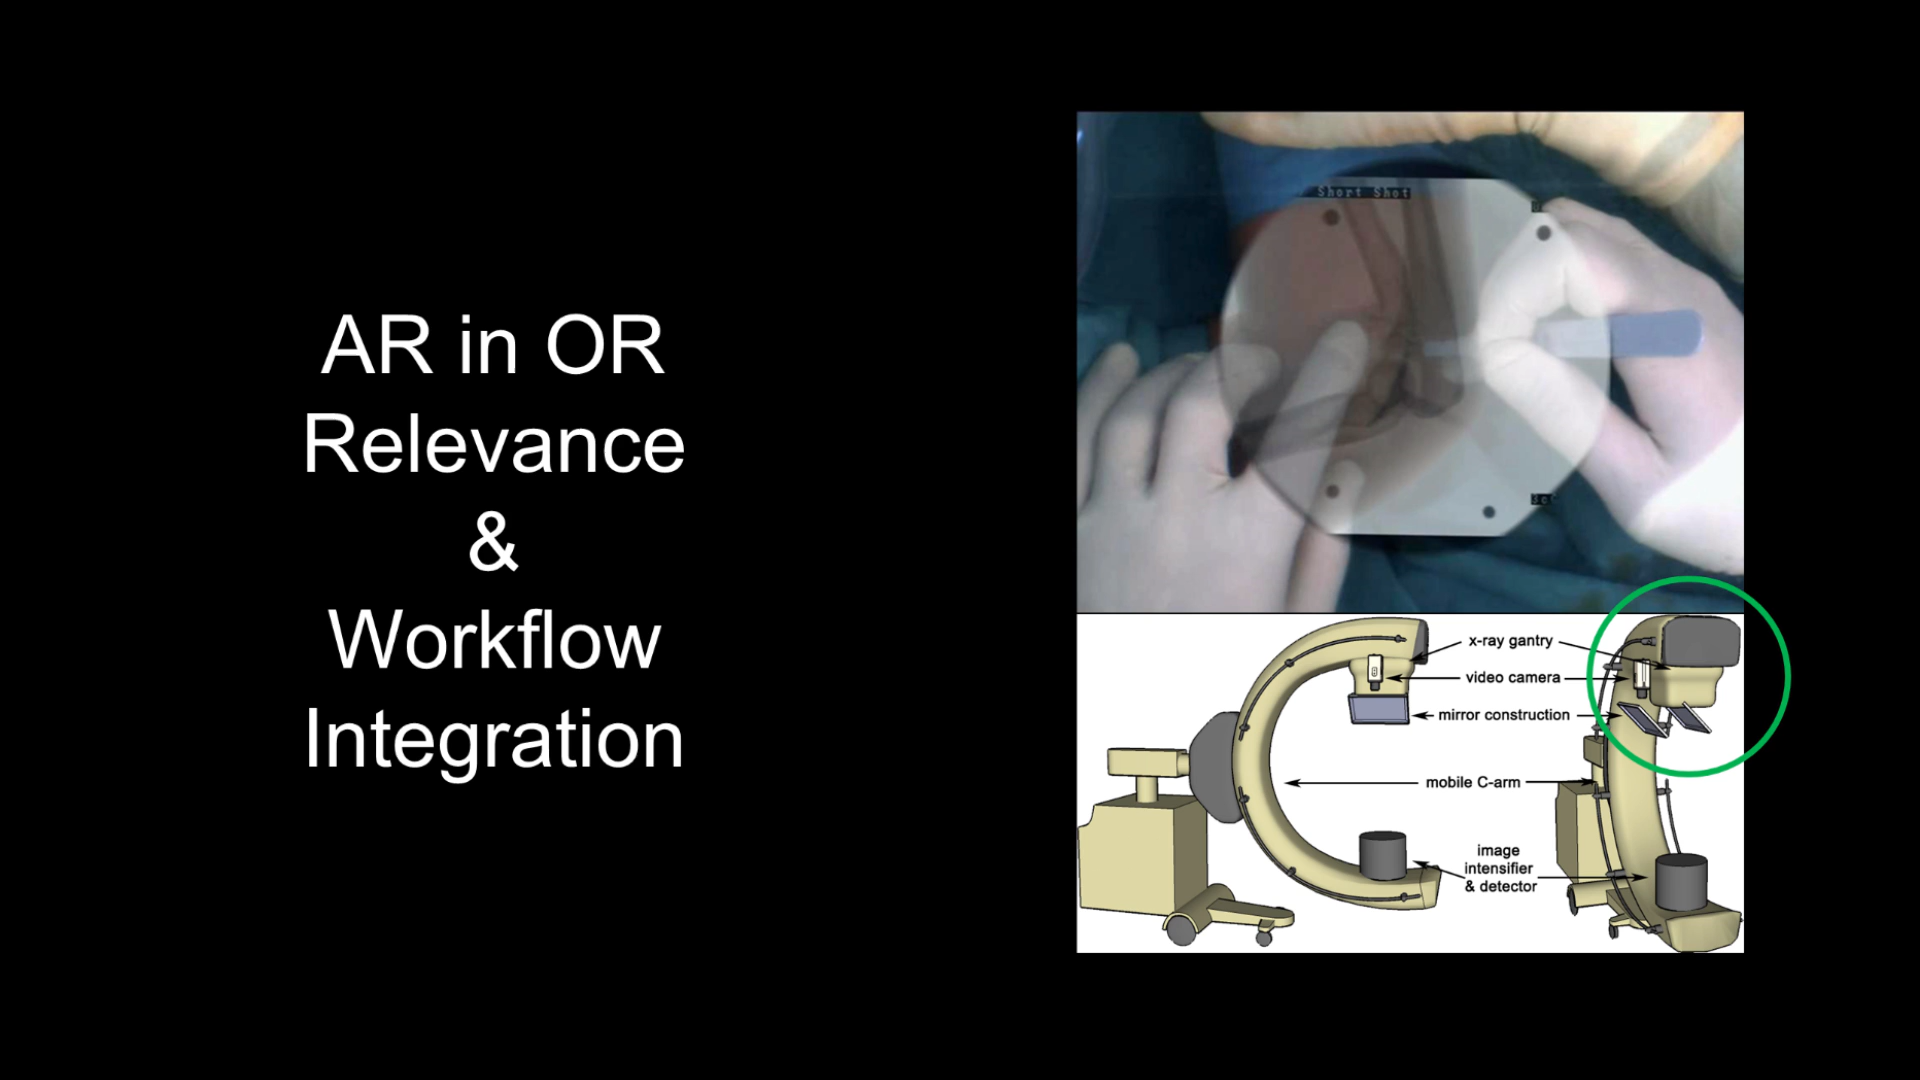 AR in OR
Relevance
&
Workflow
Integration
Short Shot
x-ray gantry
video camera
mirror construction
mobile C-arm
image
intensifier
& detector